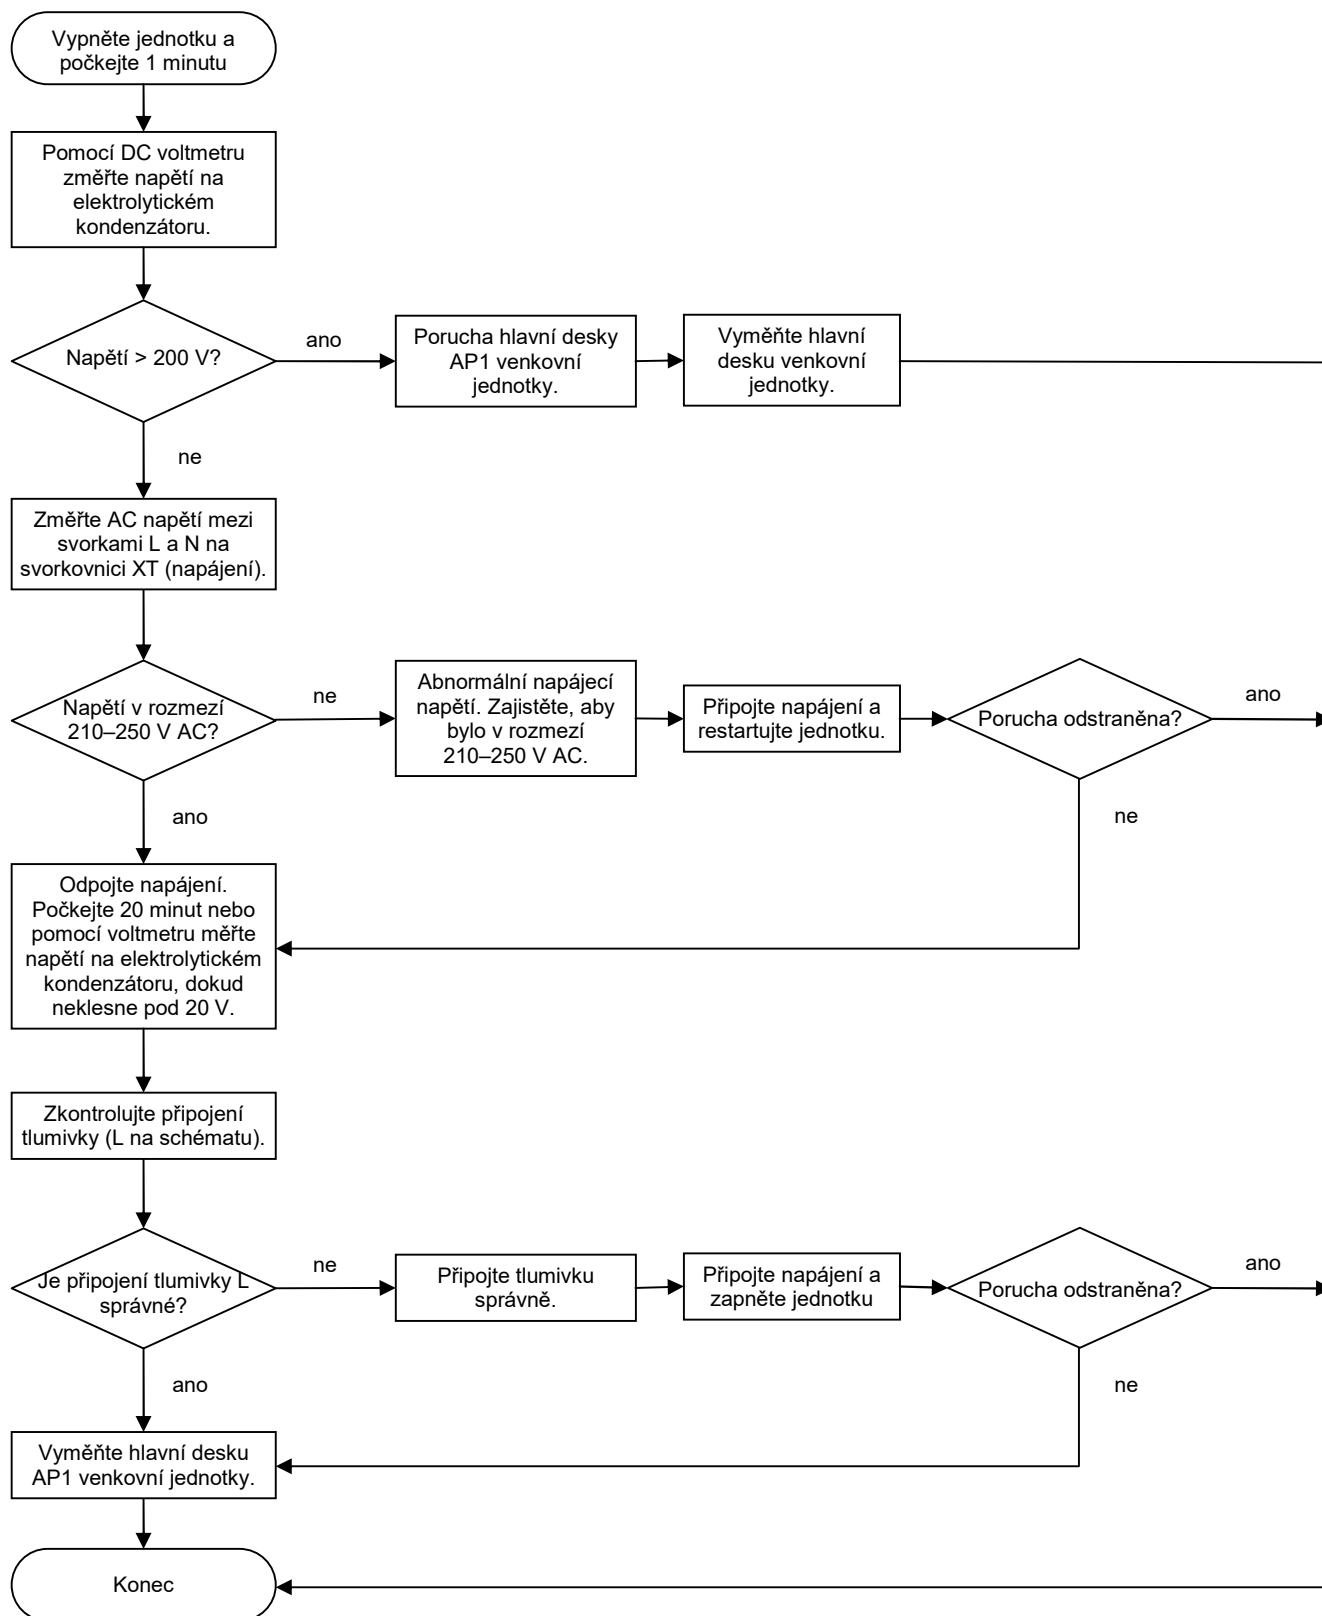 Vypněte jednotku a
počkejte 1 minutu
Pomocí DC voltmetru
změřte napětí na
elektrolytickém
kondenzátoru.
Napětí > 200 V?
ano
Porucha hlavní desky
AP1 venkovní
jednotky.
Vyměňte hlavní
desku venkovní
jednotky.
ne
Změřte AC napětí mezi
svorkami L a N na
svorkovnici XT (napájení).
Napětí v rozmezí
210–250 V AC?
ne
Abnormální napájecí
napětí. Zajistěte, aby
bylo v rozmezí
210–250 V AC.
Připojte napájení a
restartujte jednotku.
Porucha odstraněna?
ano
ano
ne
Odpojte napájení.
Počkejte 20 minut nebo
pomocí voltmetru měřte
napětí na elektrolytickém
kondenzátoru, dokud
neklesne pod 20 V.
Zkontrolujte připojení
tlumivky (L na schématu).
Je připojení tlumivky L
správné?
ne
Připojte tlumivku
správně.
Připojte napájení a
zapněte jednotku
Porucha odstraněna?
ano
ano
ne
Vyměňte hlavní desku
AP1 venkovní jednotky.
Konec